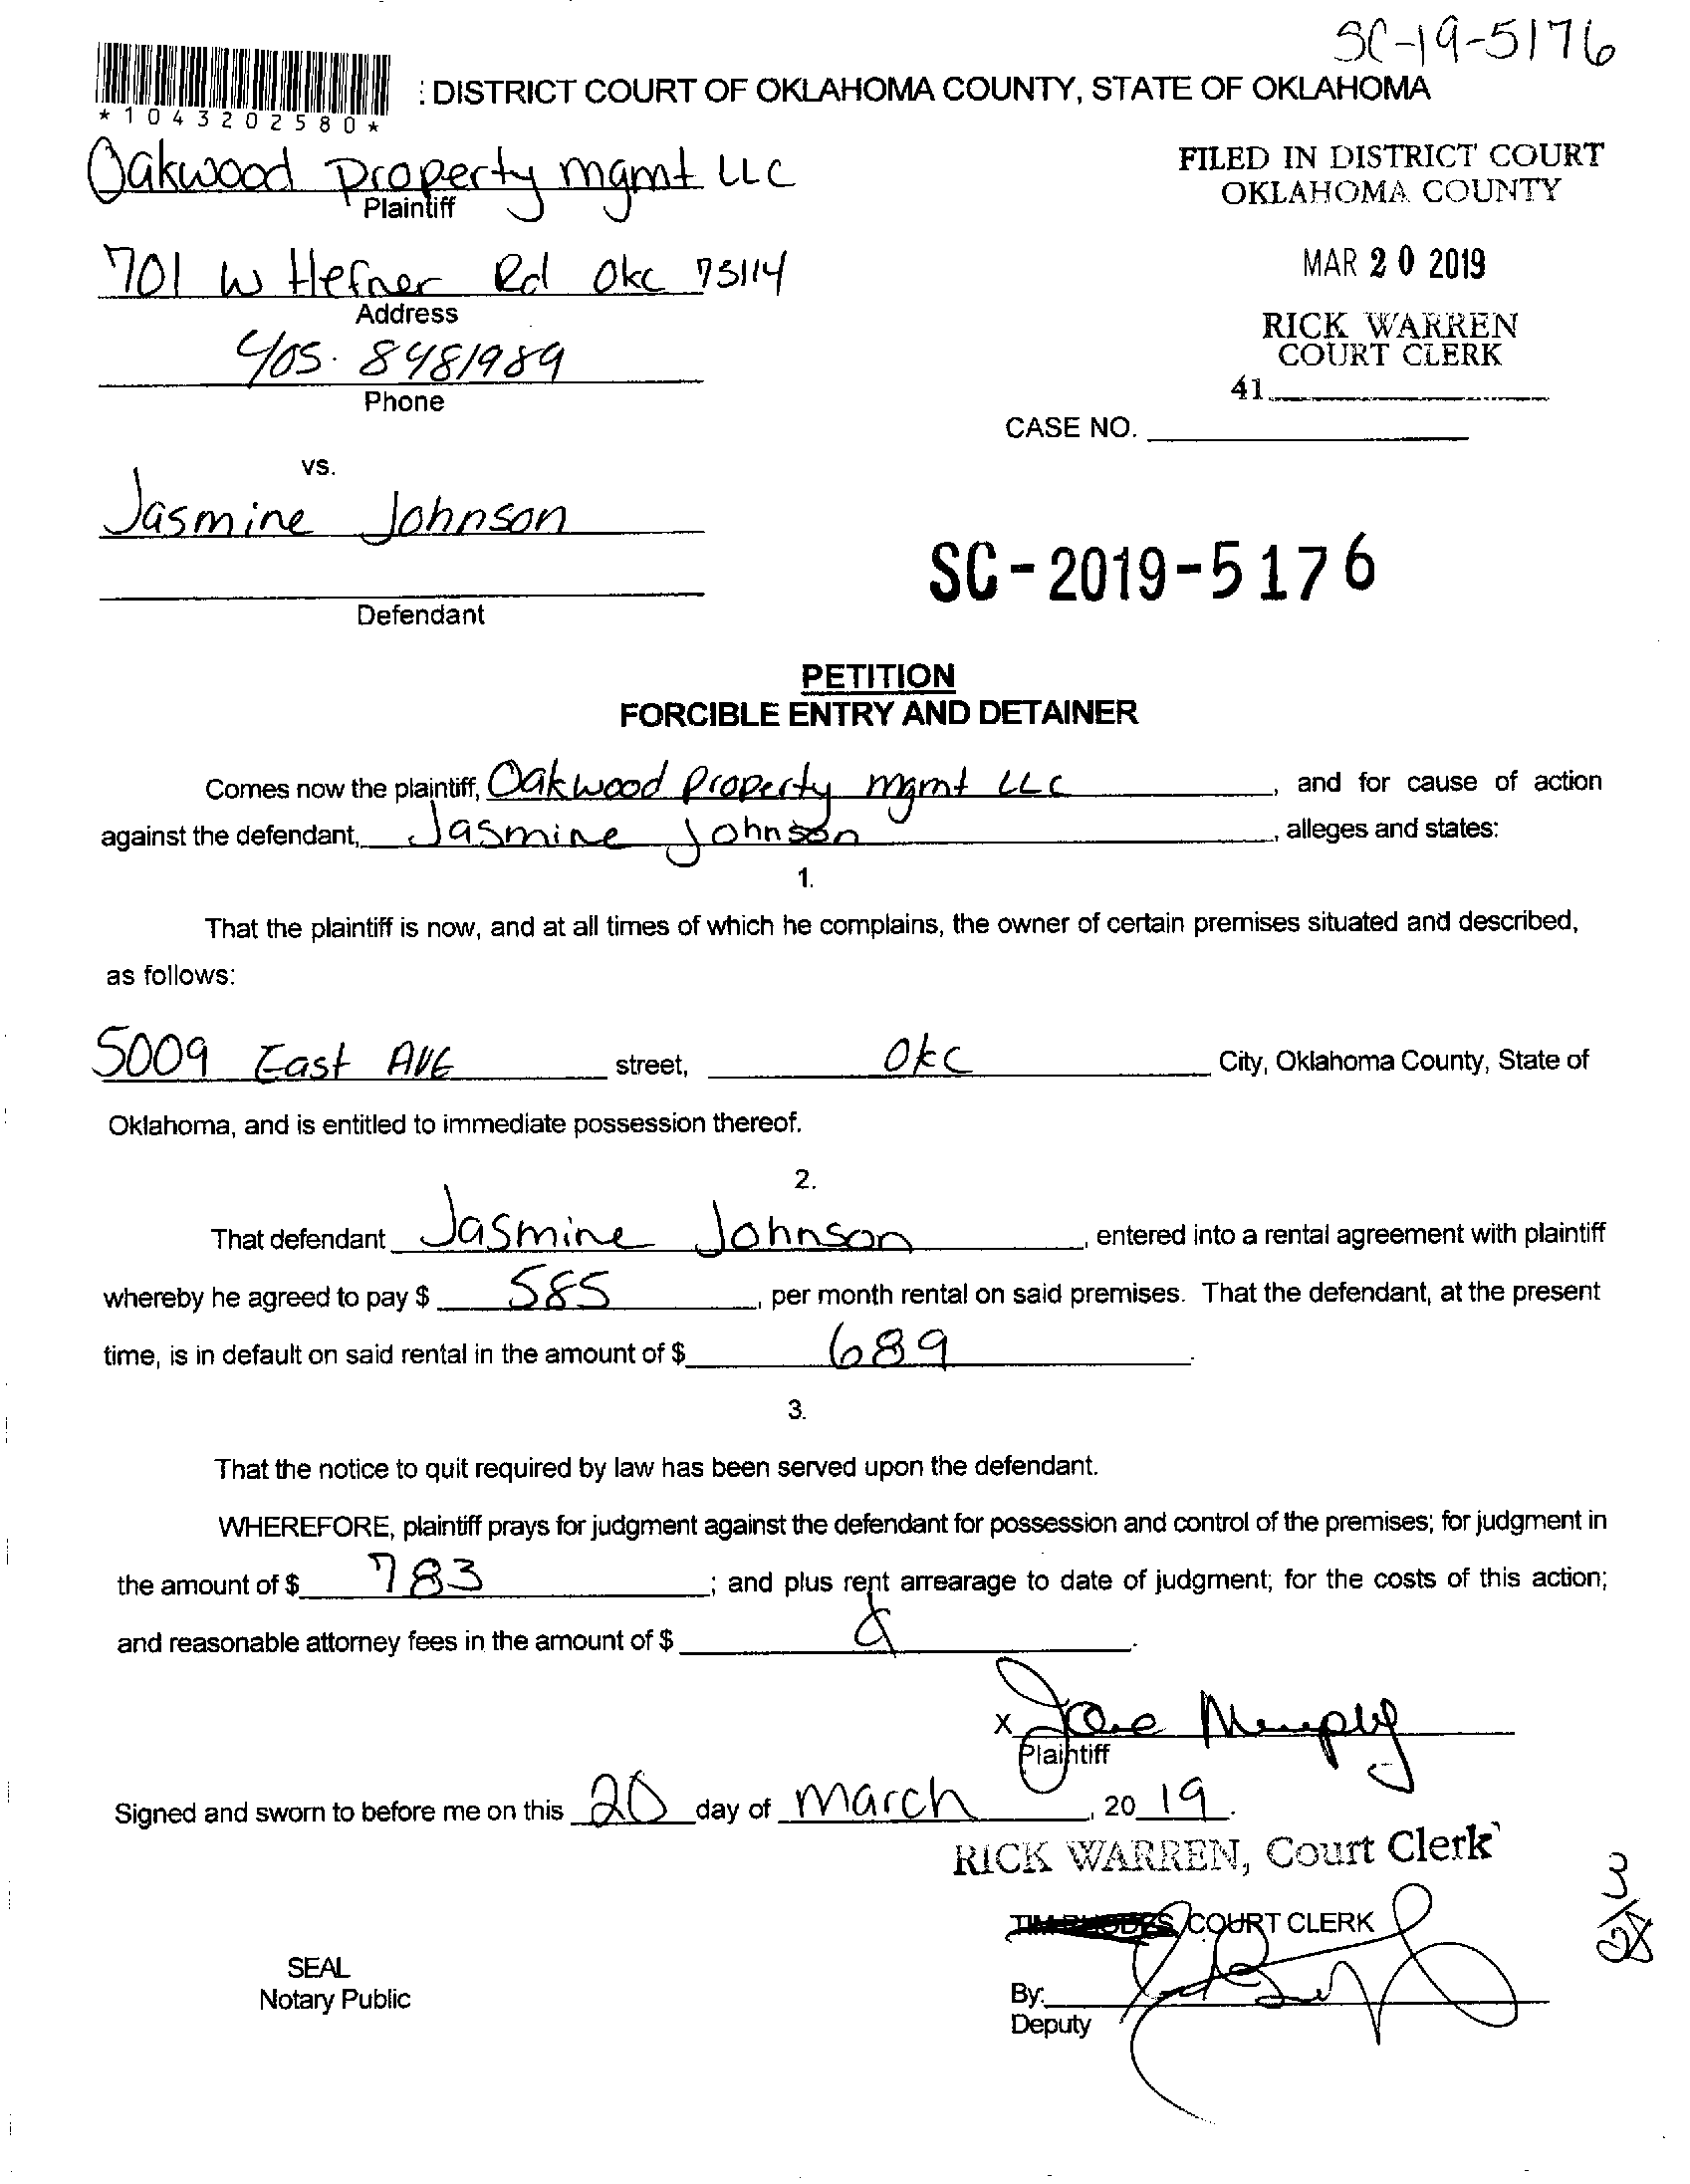 SC-19-5176
: DISTRICT COURT OF OKLAHOMA COUNTY, STATE OF OKLAHOMA
*1043202580*
Oakwood Property mgmt LLC
Plaintiff
FILED IN DISTRICT COURT
OKLAHOMA COUNTY
701 W Hefner Rd Okc 73114
Address
MAR 20 2019
405. 8481989
Phone
RICK WARREN
COURT CLERK
41
CASE NO.
vs.
Jasmine Johnson
Defendant
SC-2019-5176
PETITION
FORCIBLE ENTRY AND DETAINER
Comes now the plaintiff, Oakwood Property mgmt LLC, and for cause of action
against the defendant, Jasmine Johnson, alleges and states:
1.
That the plaintiff is now, and at all times of which he complains, the owner of certain premises situated and described,
as follows:
5009 East AVE street, OKC City, Oklahoma County, State of
Oklahoma, and is entitled to immediate possession thereof.
2.
That defendant Jasmine Johnson, entered into a rental agreement with plaintiff
whereby he agreed to pay $ 585, per month rental on said premises. That the defendant, at the present
time, is in default on said rental in the amount of $ 689.
3.
That the notice to quit required by law has been served upon the defendant.
WHEREFORE, plaintiff prays for judgment against the defendant for possession and control of the premises; for judgment in
the amount of $ 783; and plus rent arrearage to date of judgment; for the costs of this action;
and reasonable attorney fees in the amount of $ .
x Jane Murphy
Plaintiff
Signed and sworn to before me on this 20 day of march, 20 19.
RICK WARREN, Court Clerk
TIM RHODES, COURT CLERK
SEAL
Notary Public
By:
Deputy